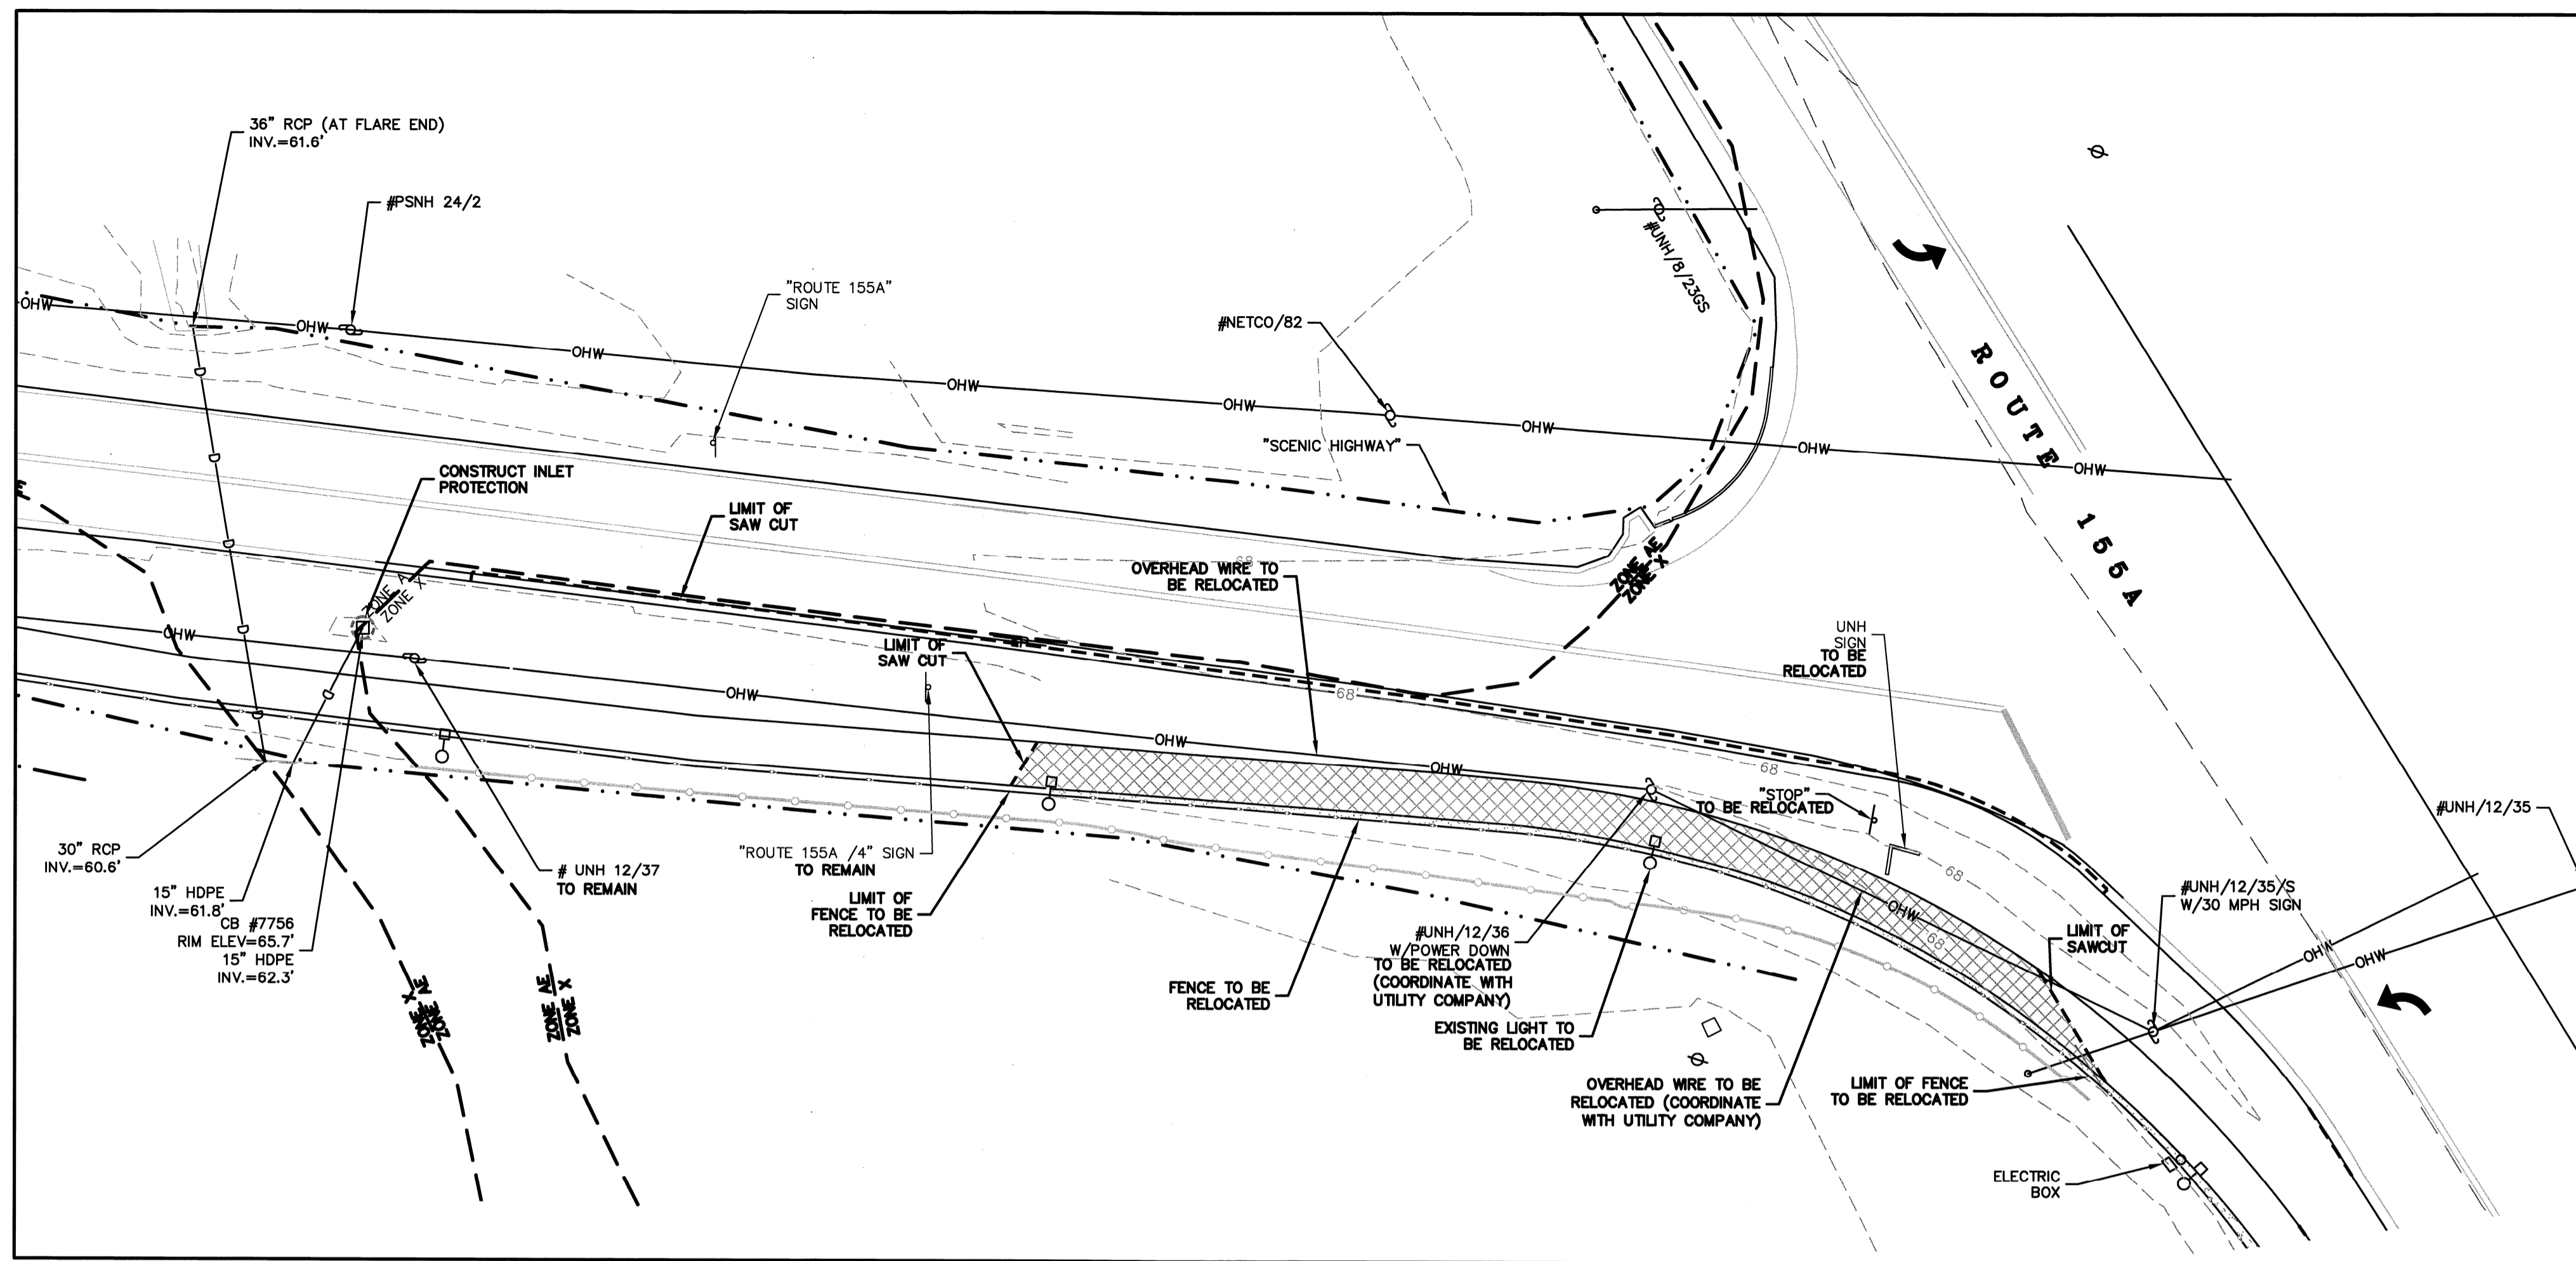 36" RCP (AT FLARE END)
INV.=61.6'
#PSNH 24/2
"ROUTE 155A"
SIGN
#NETCO/82
#UNH/8/23GS
"SCENIC HIGHWAY"
ROUTE 155A
OHW
OHW
OHW
OHW
OHW
OHW
OHW
OHW
CONSTRUCT INLET
PROTECTION
LIMIT OF
SAW CUT
68
OVERHEAD WIRE TO
BE RELOCATED
ZONE AE
ZONE X
ZONE A
ZONE X
UNH
SIGN
TO BE
RELOCATED
LIMIT OF
SAW CUT
OHW
OHW
OHW
OHW
68'
68
"STOP"
TO BE RELOCATED
#UNH/12/35
30" RCP
INV.=60.6'
15" HDPE
INV.=61.8'
CB #7756
RIM ELEV=65.7'
15" HDPE
INV.=62.3'
# UNH 12/37
TO REMAIN
"ROUTE 155A /4" SIGN
TO REMAIN
LIMIT OF
FENCE TO BE
RELOCATED
68
OHW
68
#UNH/12/35/S
W/30 MPH SIGN
LIMIT OF
SAWCUT
OHW
OHW
#UNH/12/36
W/POWER DOWN
TO BE RELOCATED
(COORDINATE WITH
UTILITY COMPANY)
FENCE TO BE
RELOCATED
EXISTING LIGHT TO
BE RELOCATED
ZONE X
ZONE AE
ZONE AE
ZONE X
OVERHEAD WIRE TO BE
RELOCATED (COORDINATE
WITH UTILITY COMPANY)
LIMIT OF FENCE
TO BE RELOCATED
ELECTRIC
BOX